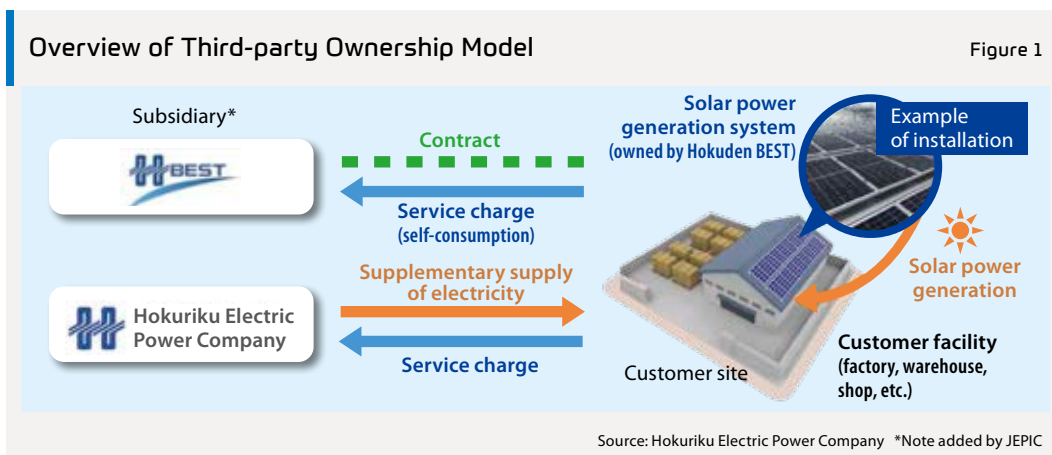 Overview of Third-party Ownership Model
Figure 1
Subsidiary*
BEST
Contract
Service charge
(self-consumption)
Solar power
generation system
(owned by Hokuden BEST)
Example
of installation
Solar power
generation
Hokuriku Electric
Power Company
Supplementary supply
of electricity
Service charge
Customer site
Customer facility
(factory, warehouse,
shop, etc.)
Source: Hokuriku Electric Power Company *Note added by JEPIC